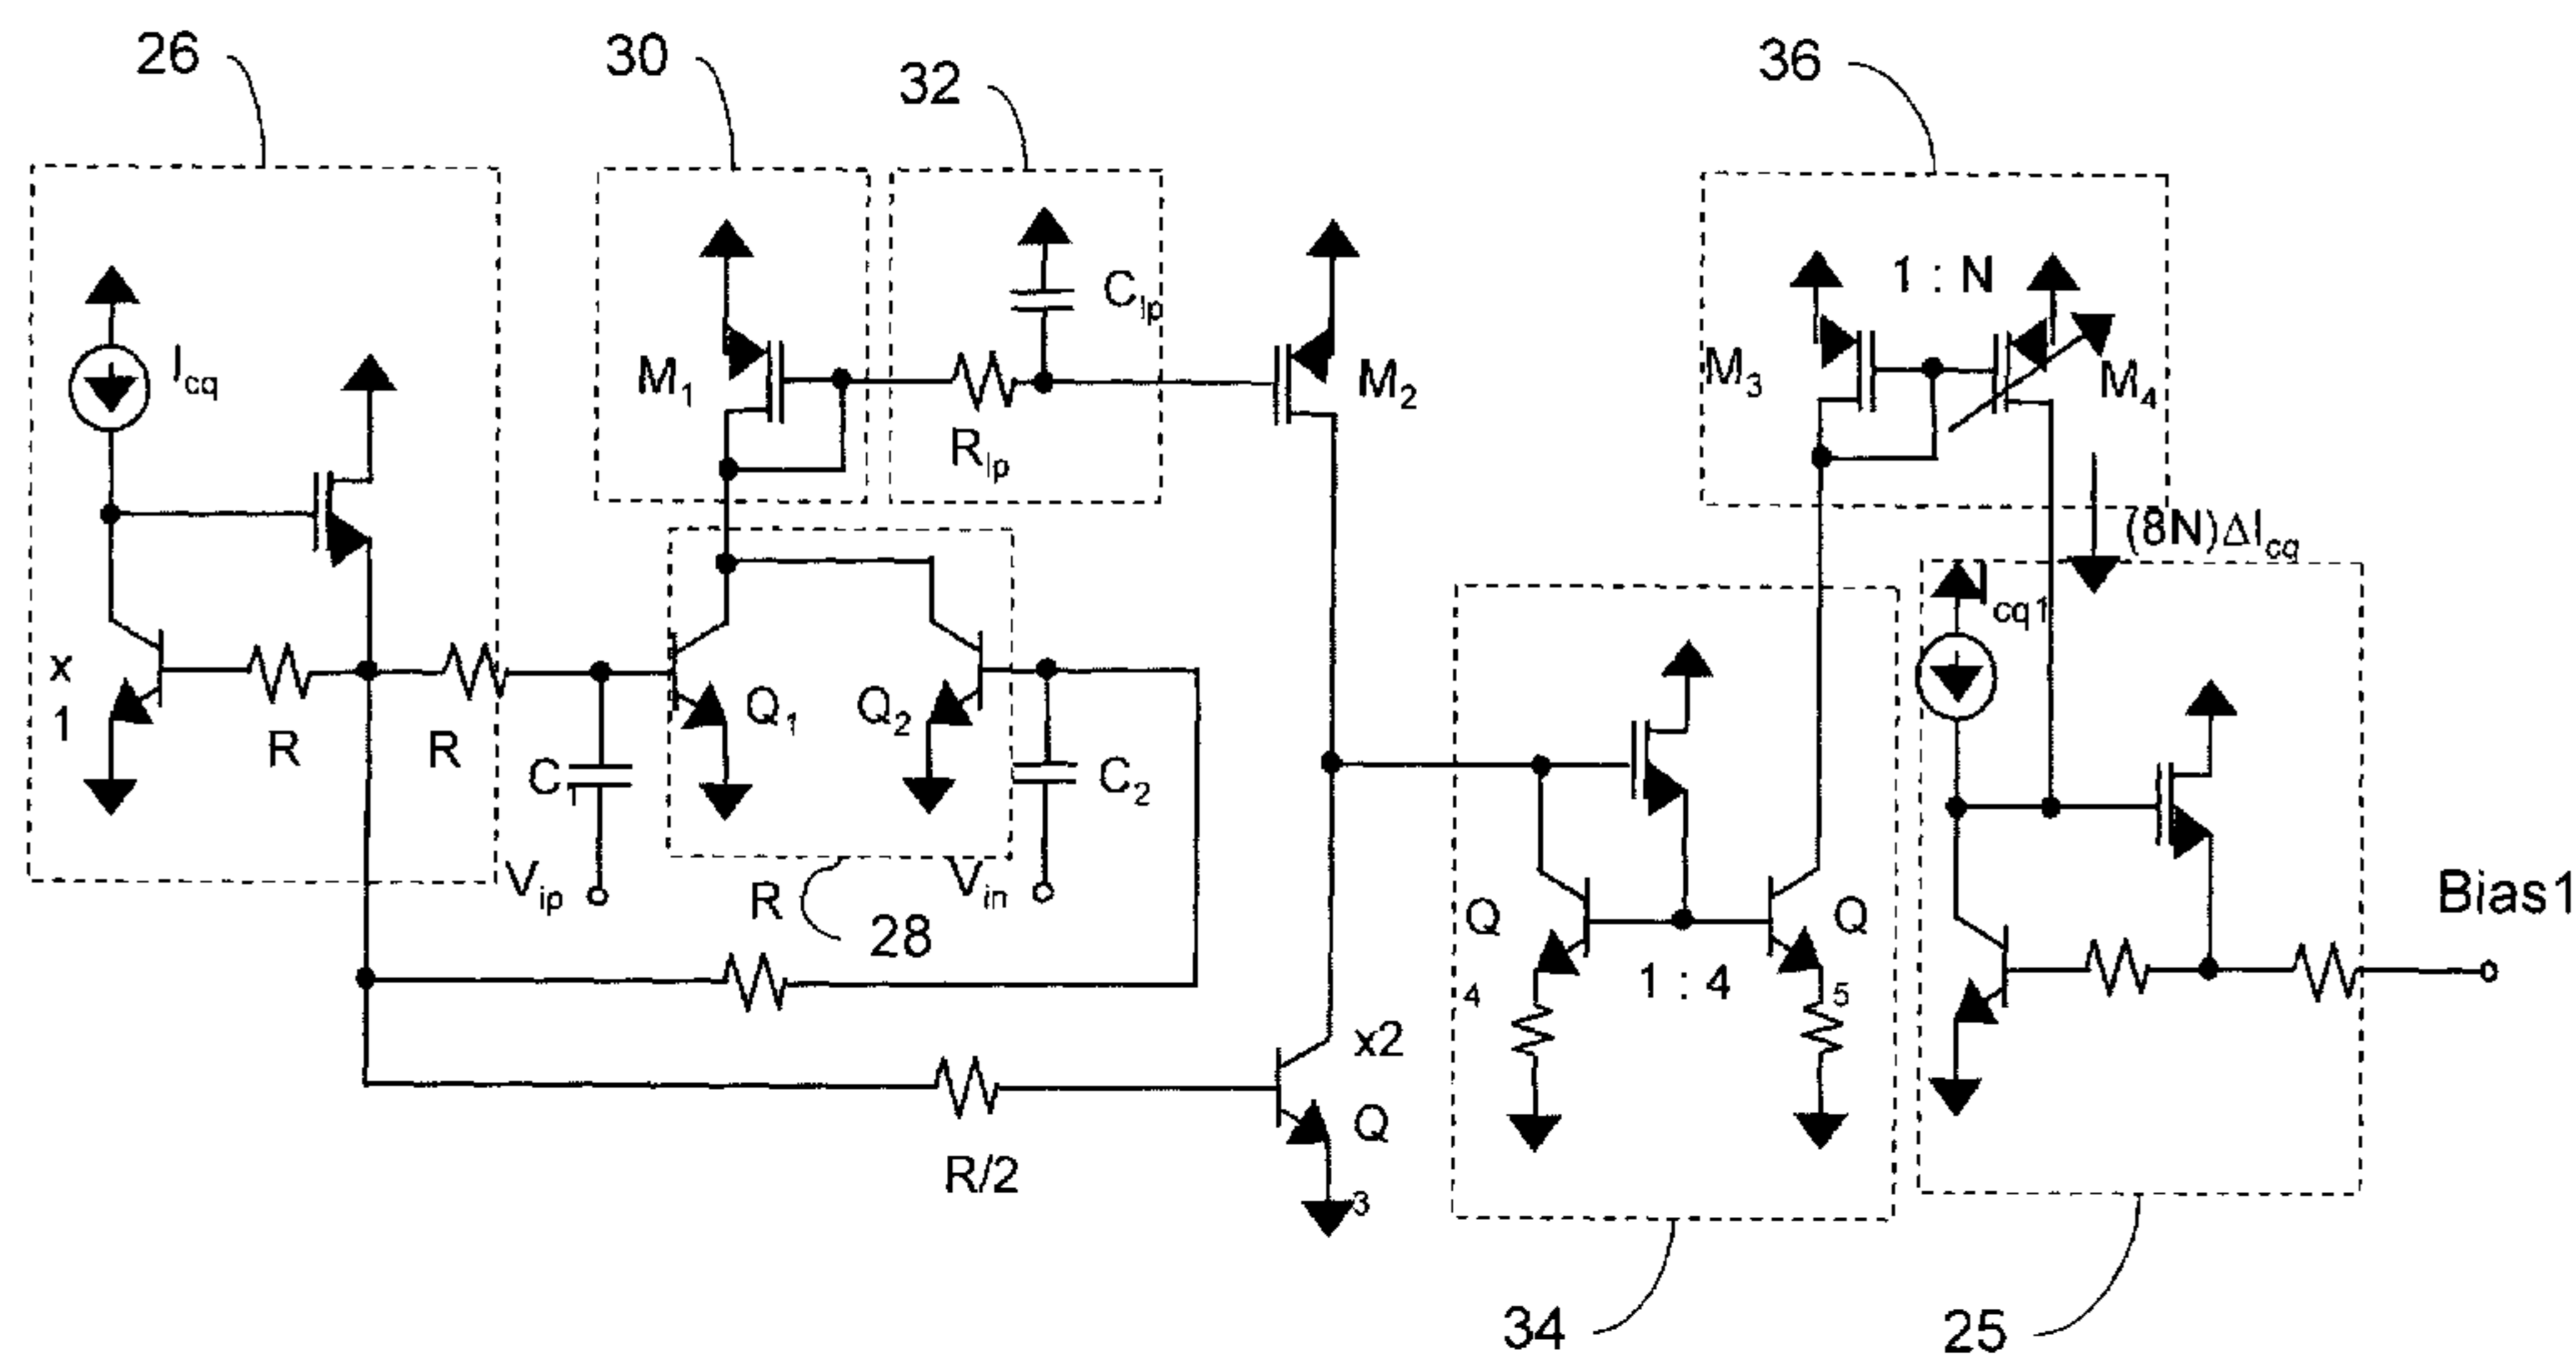 26
30
32
36
I_cq
C_lp
1 : N
M_1
M_2
M_3
M_4
R_lp
(8N)ΔI_cq
I_cq1
x
1
R
R
Q_1
Q_2
C_1
C_2
V_ip
R
V_in
28
Q
Q
Bias1
4
1 : 4
5
x2
Q
R/2
3
34
25